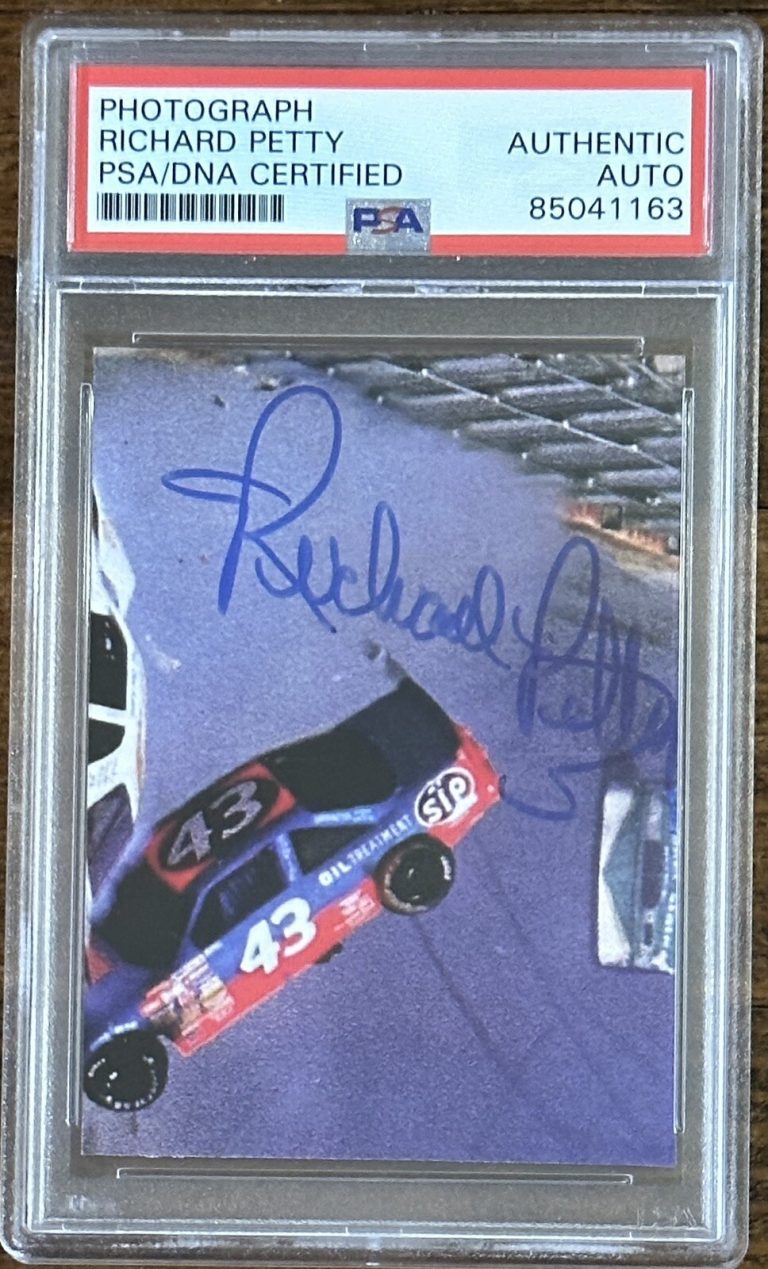 PHOTOGRAPH
RICHARD PETTY
PSA/DNA CERTIFIED
AUTHENTIC
AUTO
85041163
PSA
Richard Petty
STP
43
OIL TREATMENT
43